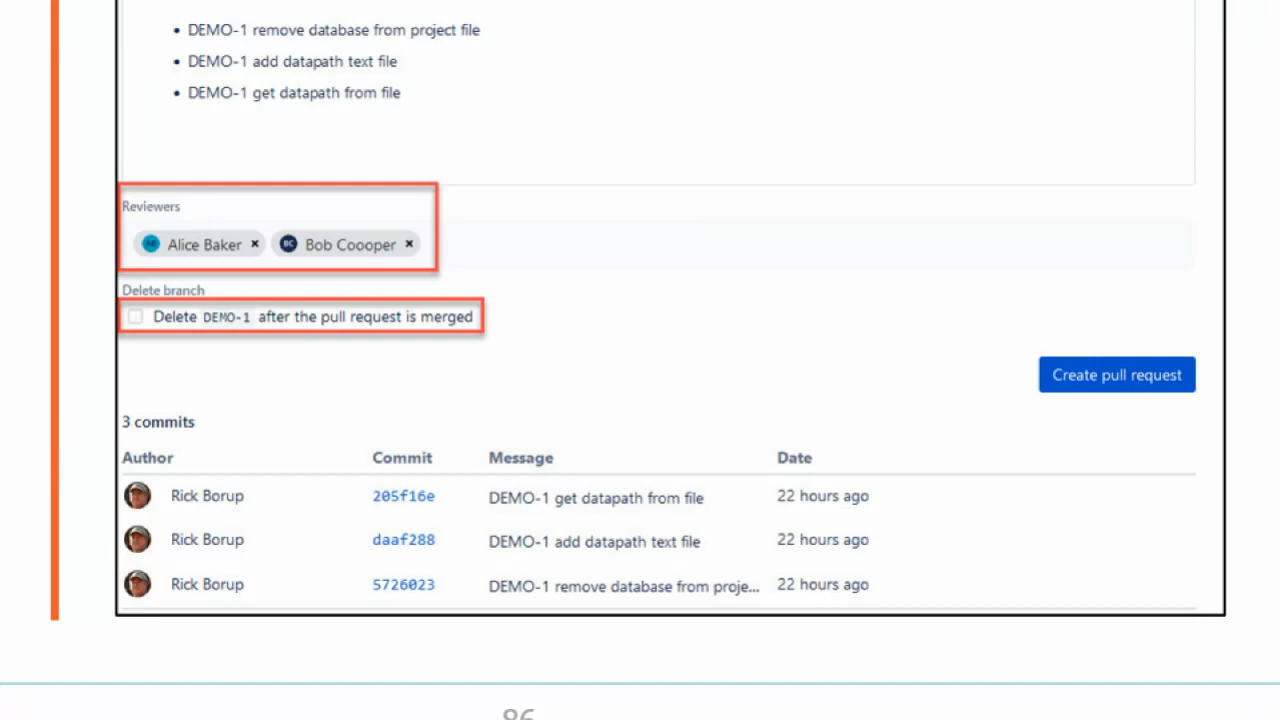 • DEMO-1 remove database from project file
• DEMO-1 add datapath text file
• DEMO-1 get datapath from file
Reviewers
AB Alice Baker × BC Bob Coooper ×
Delete branch
Delete DEMO-1 after the pull request is merged
Create pull request
3 commits
Author Commit Message Date
Rick Borup 205f16e DEMO-1 get datapath from file 22 hours ago
Rick Borup daaf288 DEMO-1 add datapath text file 22 hours ago
Rick Borup 5726023 DEMO-1 remove database from proje... 22 hours ago
86